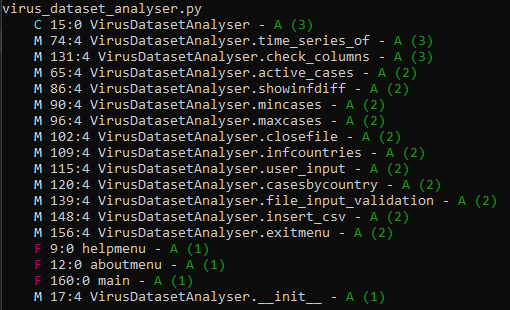 virus_dataset_analyser.py
C 15:0 VirusDatasetAnalyser - A (3)
M 74:4 VirusDatasetAnalyser.time_series_of - A (3)
M 131:4 VirusDatasetAnalyser.check_columns - A (3)
M 65:4 VirusDatasetAnalyser.active_cases - A (2)
M 86:4 VirusDatasetAnalyser.showinfdiff - A (2)
M 90:4 VirusDatasetAnalyser.mincases - A (2)
M 96:4 VirusDatasetAnalyser.maxcases - A (2)
M 102:4 VirusDatasetAnalyser.closefile - A (2)
M 109:4 VirusDatasetAnalyser.infcountries - A (2)
M 115:4 VirusDatasetAnalyser.user_input - A (2)
M 120:4 VirusDatasetAnalyser.casesbycountry - A (2)
M 139:4 VirusDatasetAnalyser.file_input_validation - A (2)
M 148:4 VirusDatasetAnalyser.insert_csv - A (2)
M 156:4 VirusDatasetAnalyser.exitmenu - A (2)
F 9:0 helpmenu - A (1)
F 12:0 aboutmenu - A (1)
F 160:0 main - A (1)
M 17:4 VirusDatasetAnalyser.__init__ - A (1)